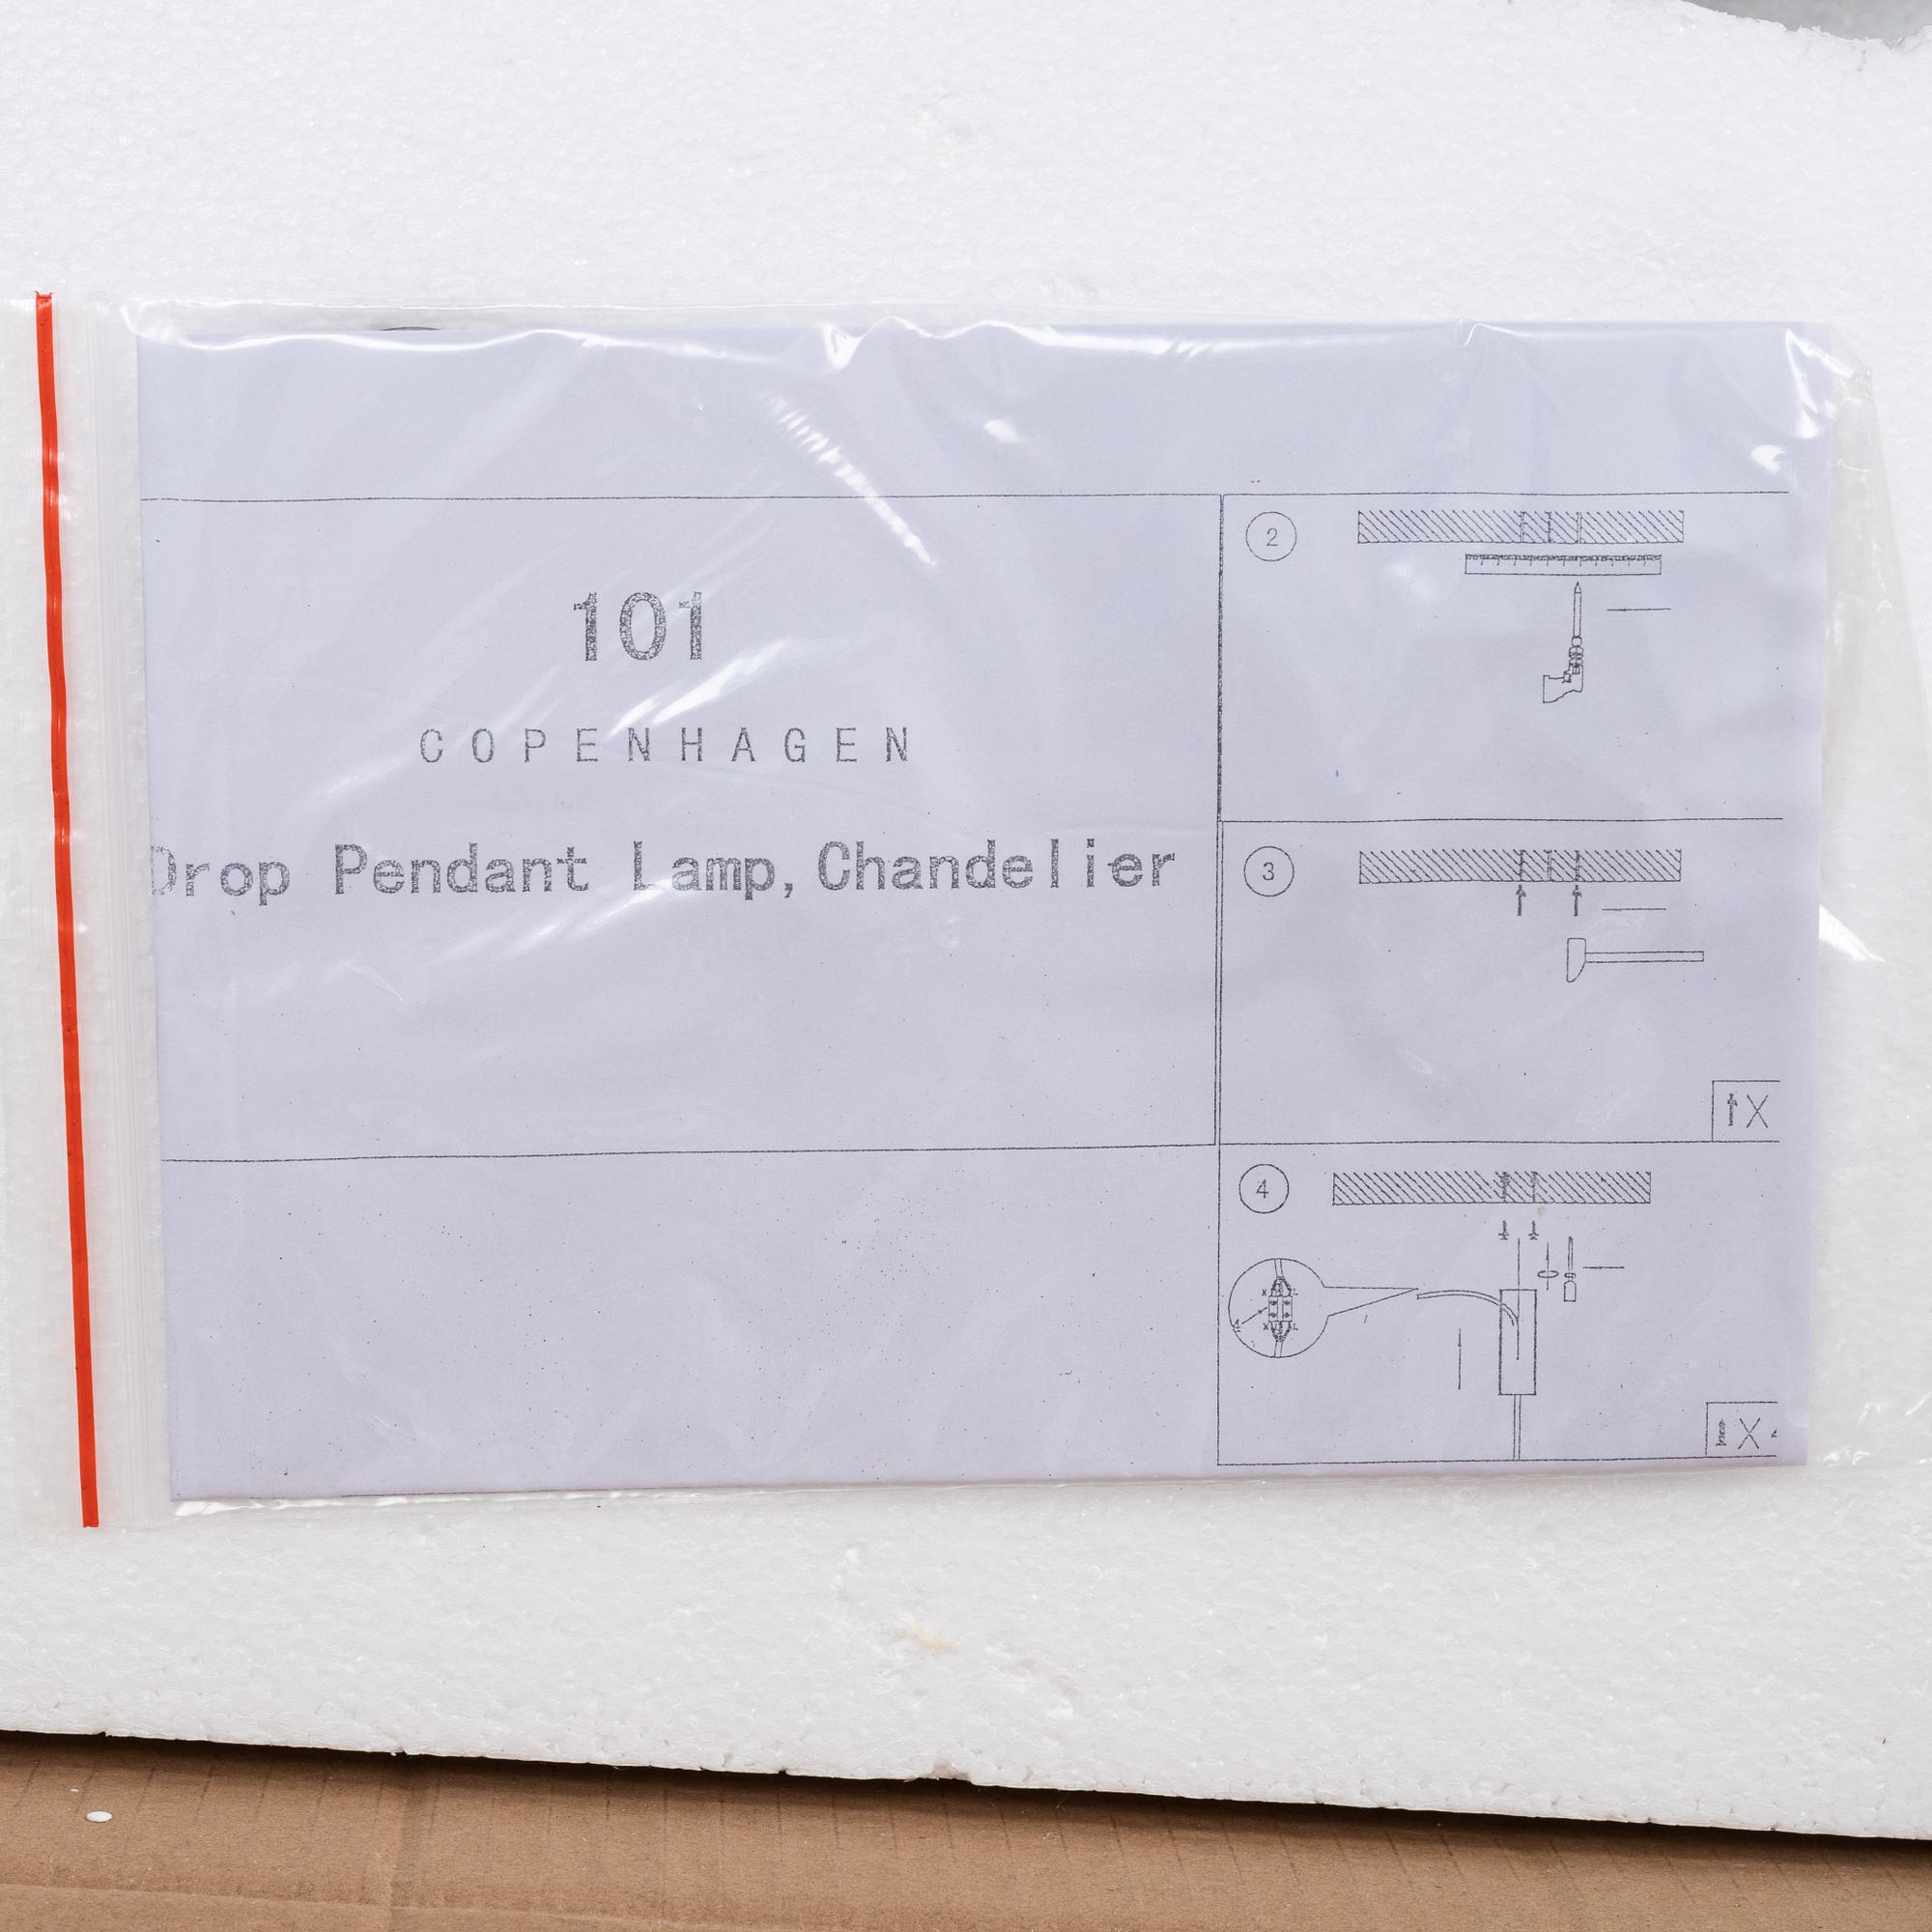 101
COPENHAGEN
Drop Pendant Lamp, Chandelier
2
3
X
4
X